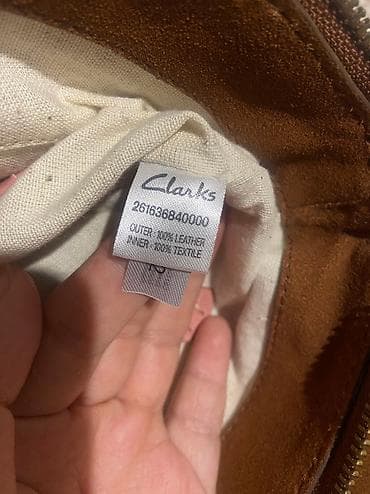 Clarks
261636840000
OUTER : 100% LEATHER
INNER : 100% TEXTILE